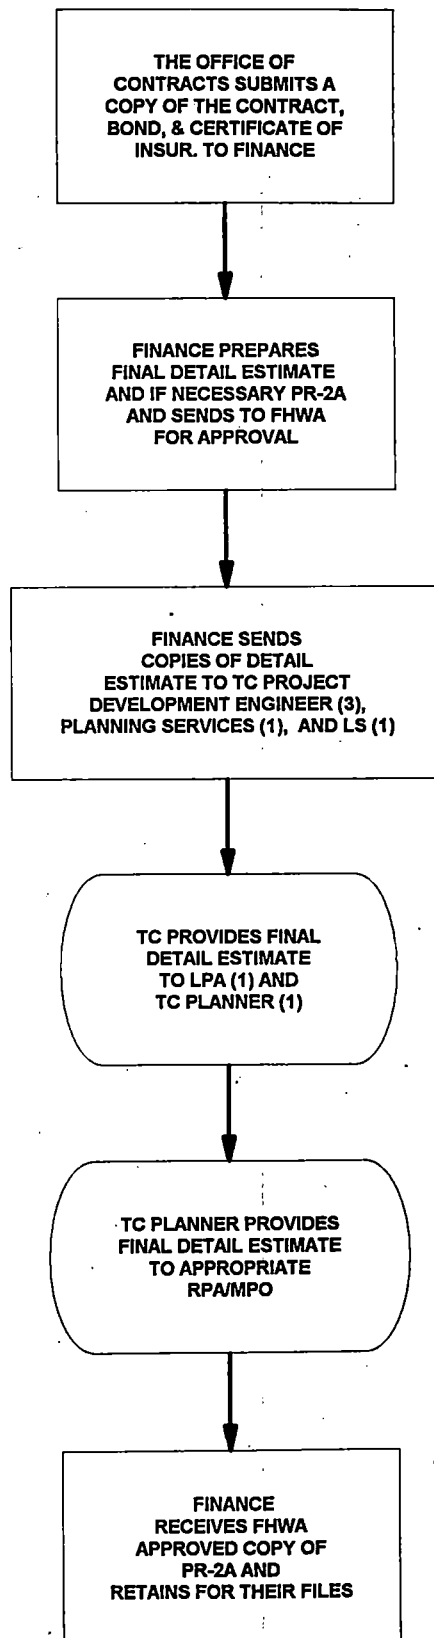 THE OFFICE OF
CONTRACTS SUBMITS A
COPY OF THE CONTRACT,
BOND, & CERTIFICATE OF
INSUR. TO FINANCE
FINANCE PREPARES
FINAL DETAIL ESTIMATE
AND IF NECESSARY PR-2A
AND SENDS TO FHWA
FOR APPROVAL
FINANCE SENDS
COPIES OF DETAIL
ESTIMATE TO TC PROJECT
DEVELOPMENT ENGINEER (3),
PLANNING SERVICES (1), AND LS (1)
TC PROVIDES FINAL
DETAIL ESTIMATE
TO LPA (1) AND
TC PLANNER (1)
TC PLANNER PROVIDES
FINAL DETAIL ESTIMATE
TO APPROPRIATE
RPA/MPO
FINANCE
RECEIVES FHWA
APPROVED COPY OF
PR-2A AND
RETAINS FOR THEIR FILES